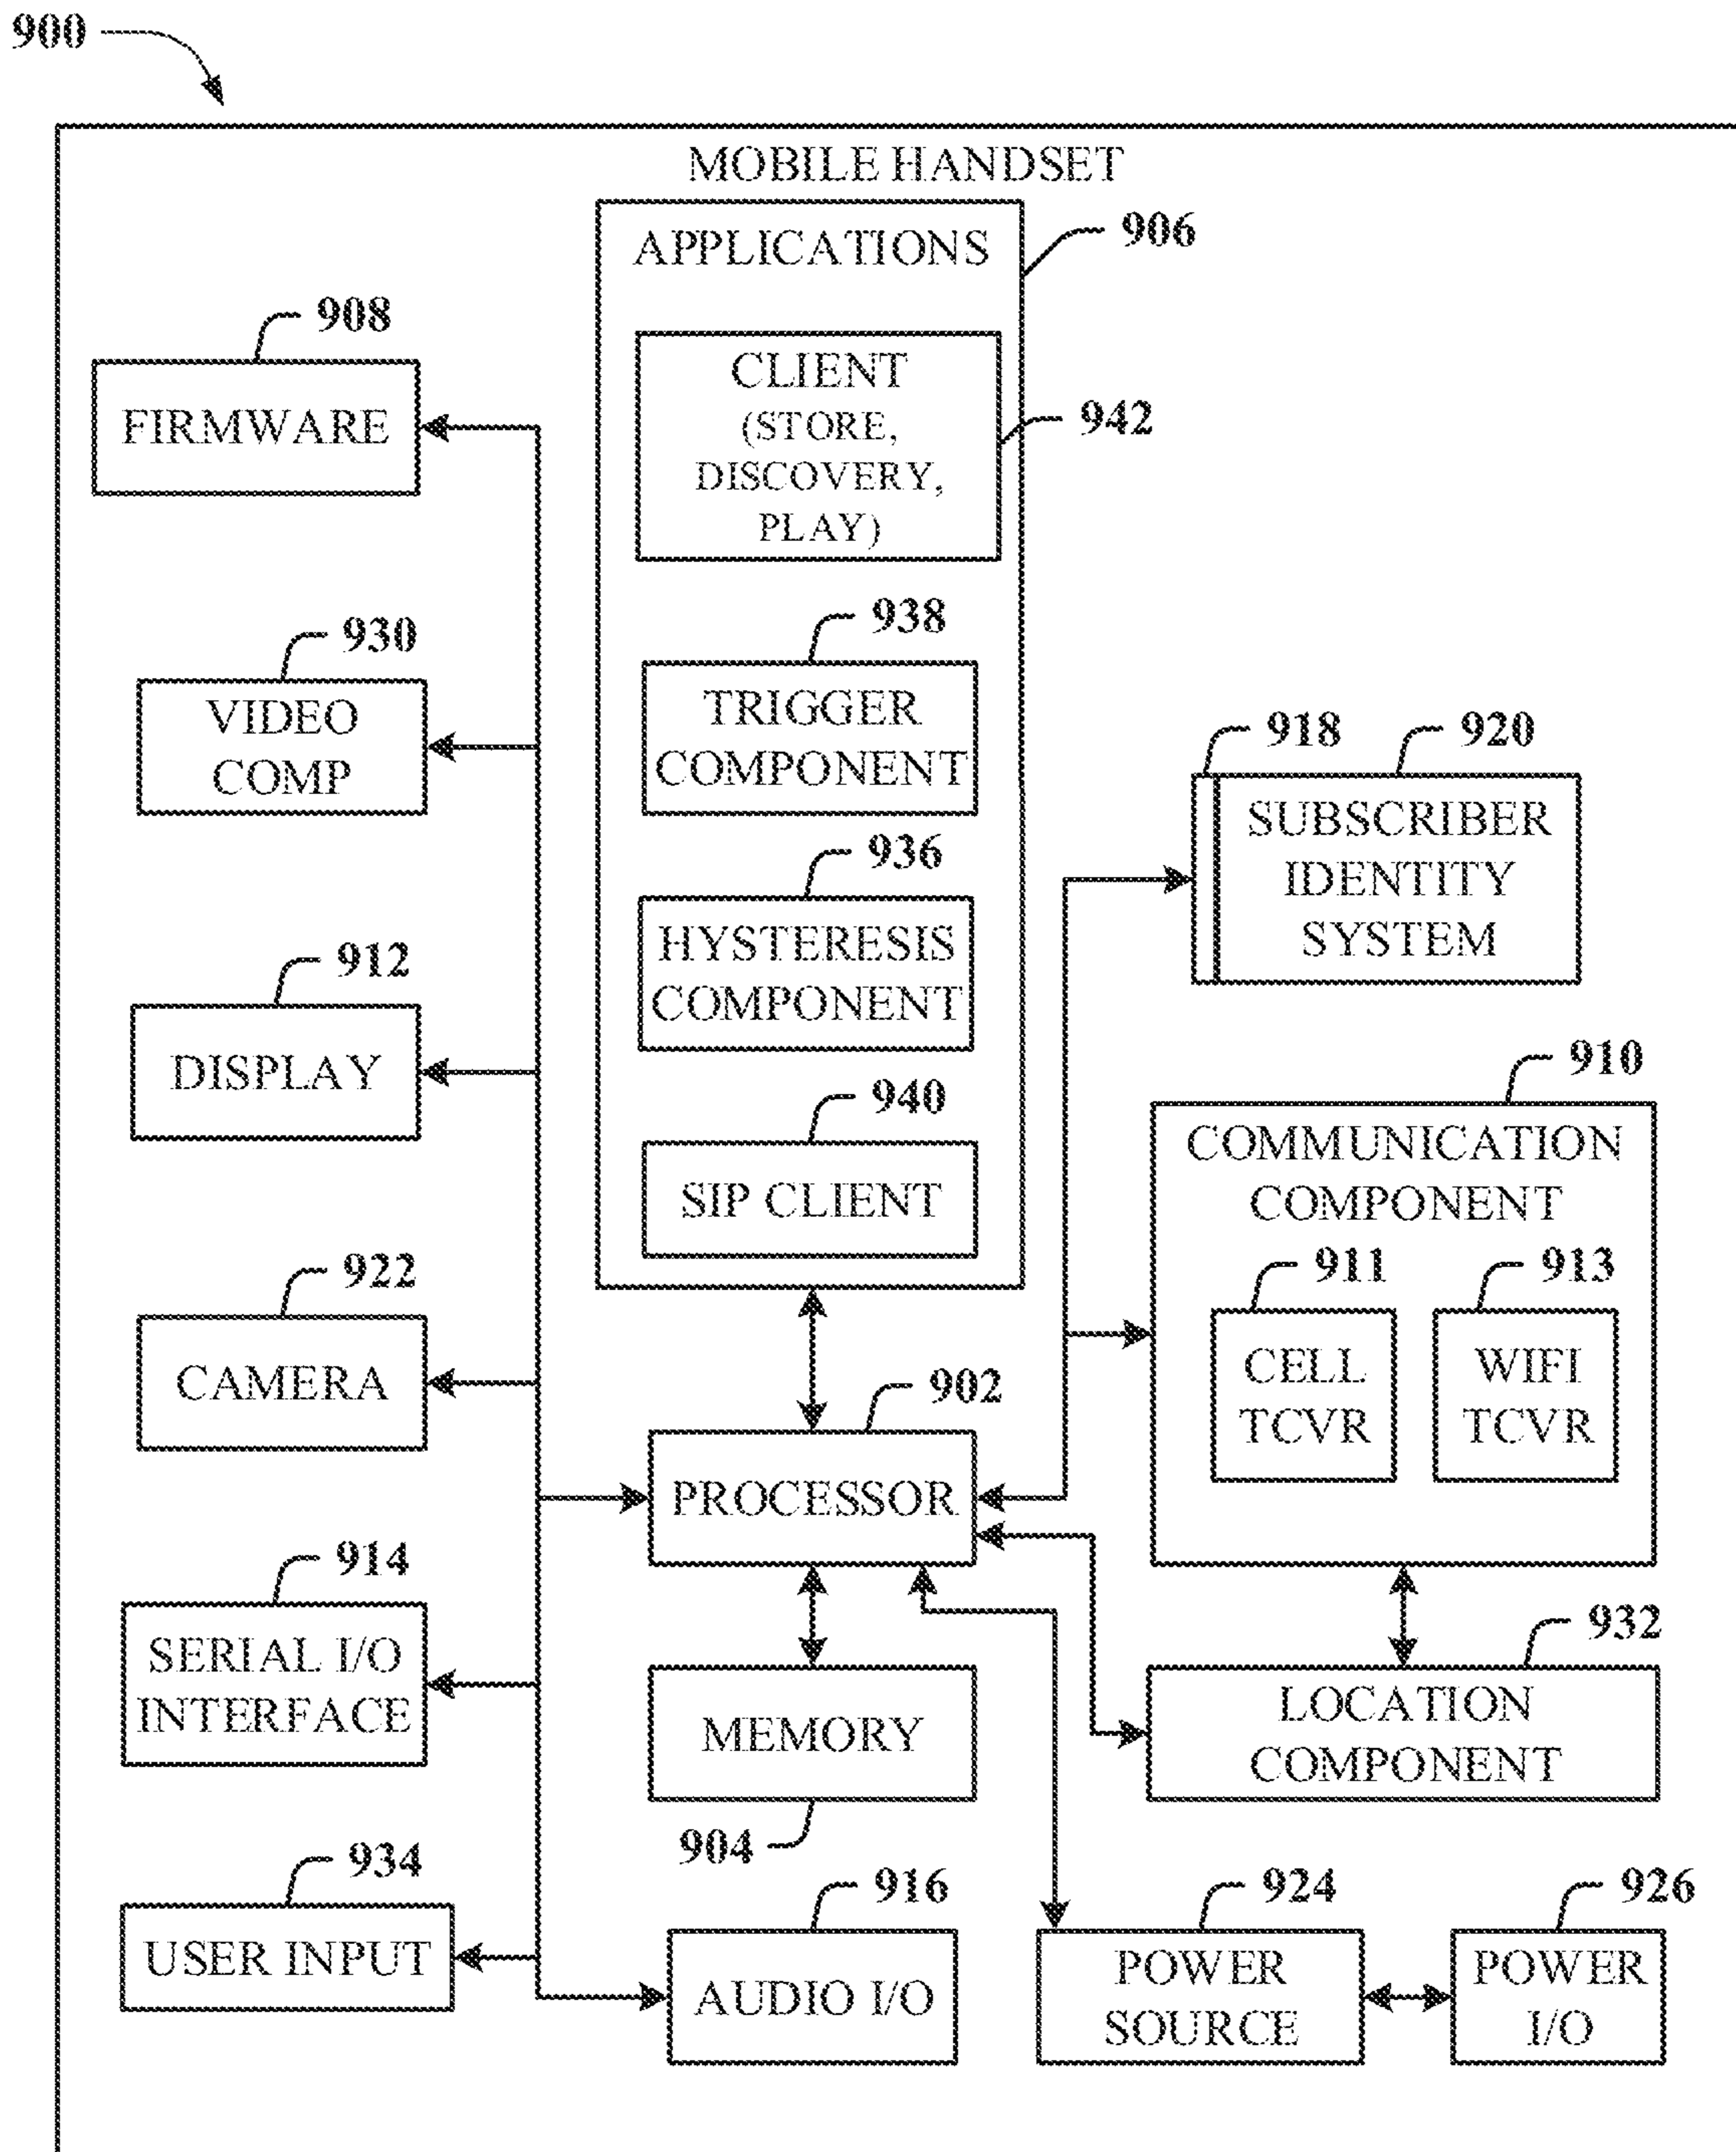 900
MOBILE HANDSET
APPLICATIONS
906
CLIENT
(STORE,
DISCOVERY,
PLAY)
942
938
TRIGGER
COMPONENT
936
HYSTERESIS
COMPONENT
940
SIP CLIENT
908
FIRMWARE
930
VIDEO
COMP
912
DISPLAY
922
CAMERA
914
SERIAL I/O
INTERFACE
934
USER INPUT
902
PROCESSOR
MEMORY
904
916
AUDIO I/O
918
920
SUBSCRIBER
IDENTITY
SYSTEM
910
COMMUNICATION
COMPONENT
911
CELL
TCVR
913
WIFI
TCVR
932
LOCATION
COMPONENT
924
POWER
SOURCE
926
POWER
I/O